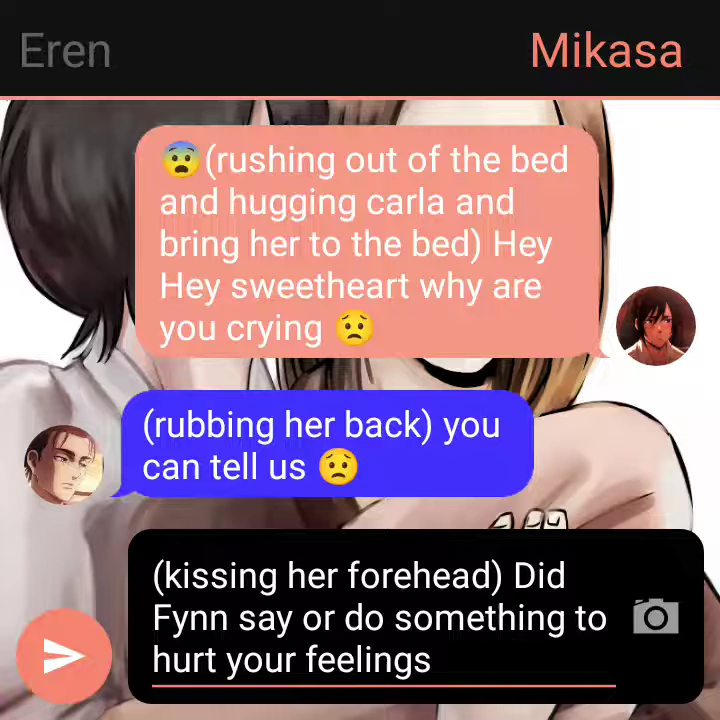 Eren
Mikasa
😨(rushing out of the bed
and hugging carla and
bring her to the bed) Hey
Hey sweetheart why are
you crying 😟
(rubbing her back) you
can tell us 😟
(kissing her forehead) Did
Fynn say or do something to
hurt your feelings